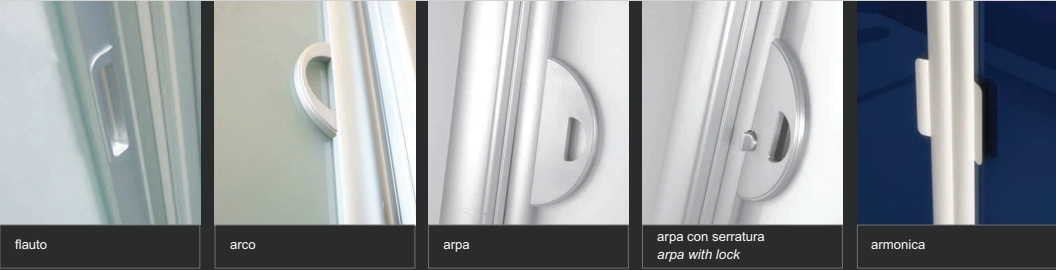 flauto
arco
arpa
arpa con serratura
arpa with lock
armonica